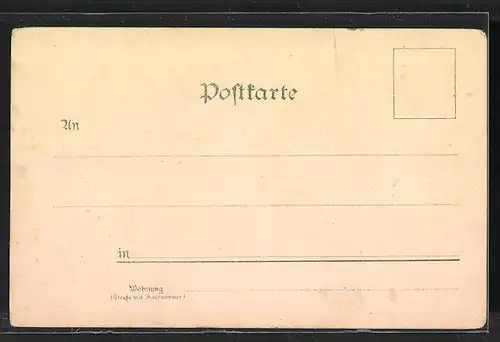 Postkarte
An
in
Wohnung
(Straße und Hausnummer)